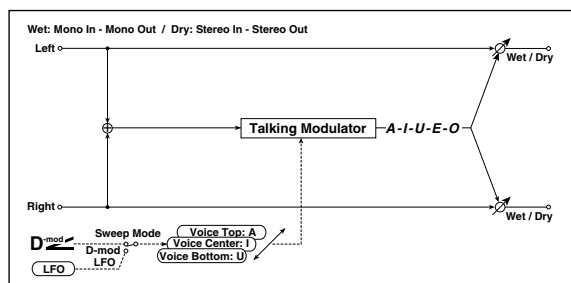 Wet: Mono In - Mono Out / Dry: Stereo In - Stereo Out
Left
Wet / Dry
Talking Modulator
A-I-U-E-O
Right
Wet / Dry
D-mod
Sweep Mode
D-mod
LFO
LFO
Voice Top: A
Voice Center: I
Voice Bottom: U